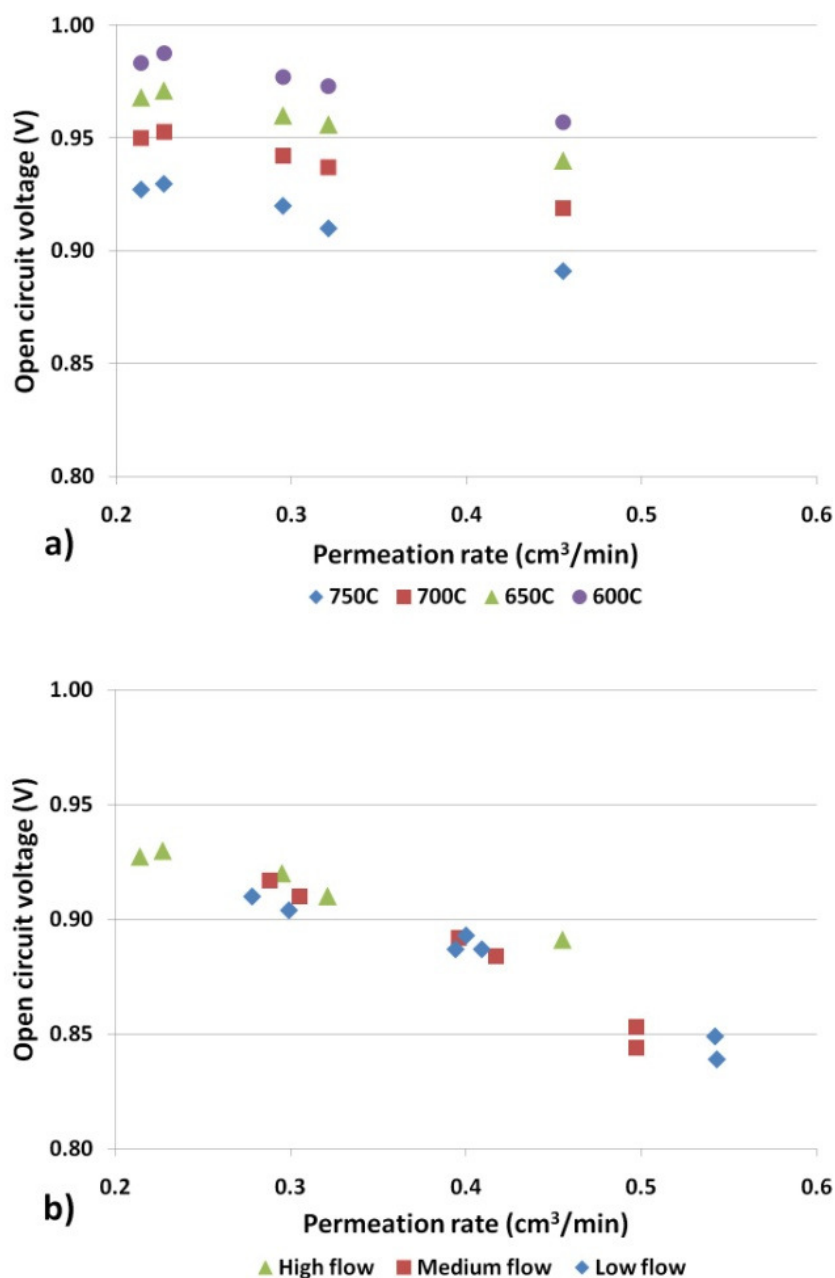 Open circuit voltage (V)
1.00
0.95
0.90
0.85
0.80
0.2 0.3 0.4 0.5 0.6
a)
Permeation rate (cm³/min)
750C 700C 650C 600C
Open circuit voltage (V)
1.00
0.95
0.90
0.85
0.80
0.2 0.3 0.4 0.5 0.6
b)
Permeation rate (cm³/min)
High flow Medium flow Low flow